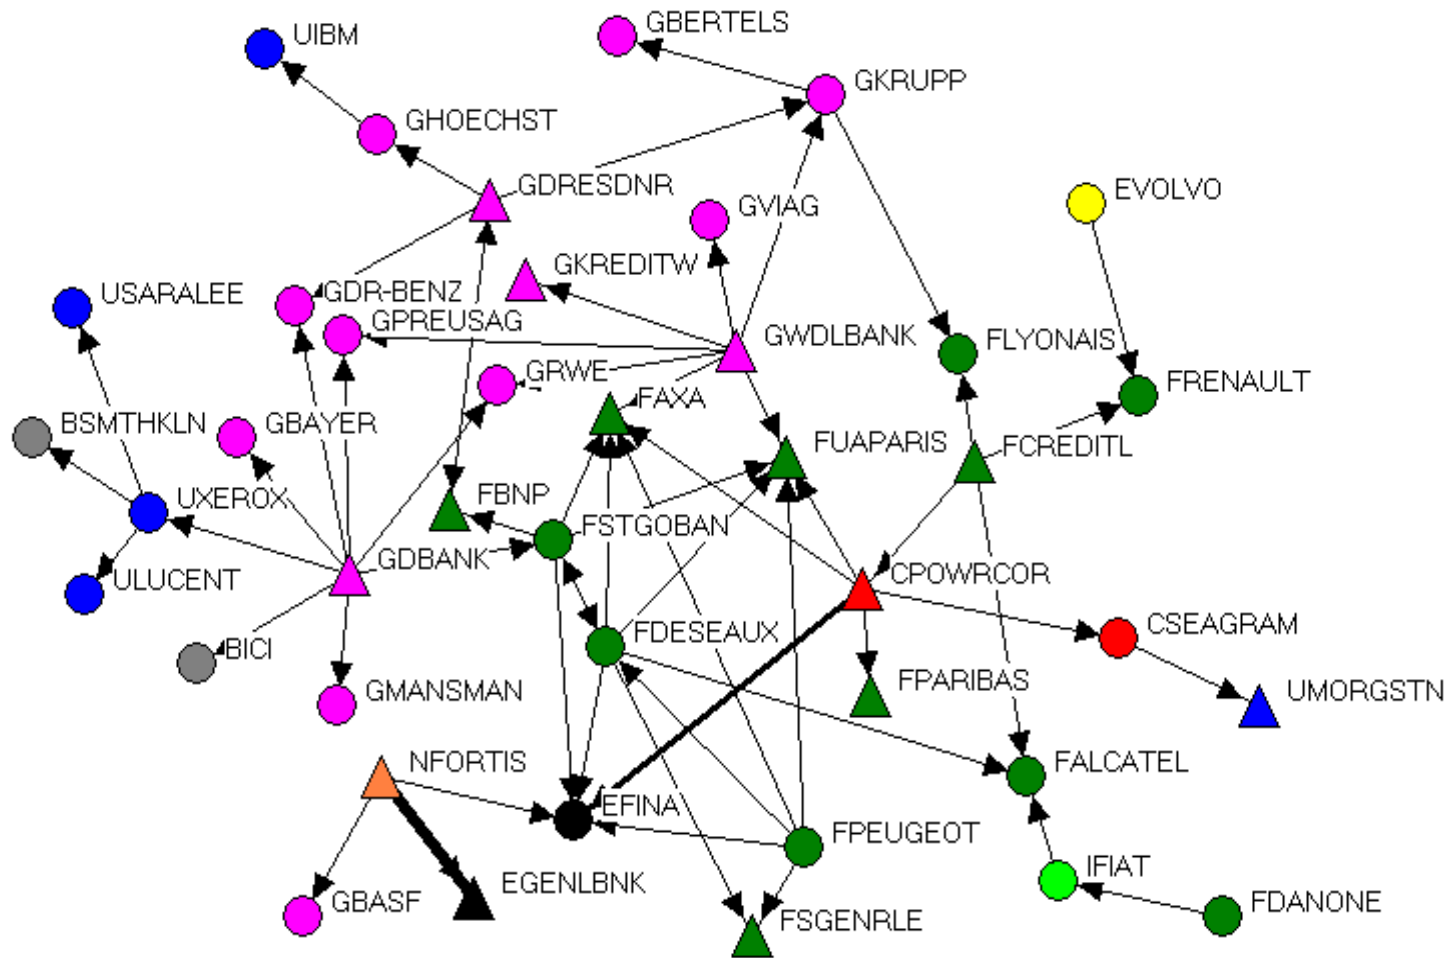 GBERTELS
UIBM
GKRUPP
GHOECHST
GDRESDNR
EVOLVO
GVIAG
GKREDITW
USARALEE
GDR-BENZ
GPREUSAG
GWDLBANK
FLYONAIS
GRWE
FRENAULT
FAXA
BSMTHKLN
GBAYER
FUAPARIS
FCREDITL
UXEROX
FBNP
FSTGOBAN
GDBANK
CPOWRCOR
ULUCENT
CSEAGRAM
FDESEAUX
BICI
FPARIBAS
GMANSMAN
UMORGSTN
NFORTIS
FALCATEL
EFINA
FPEUGEOT
IFIAT
EGENLBNK
GBASF
FDANONE
FSGENRLE